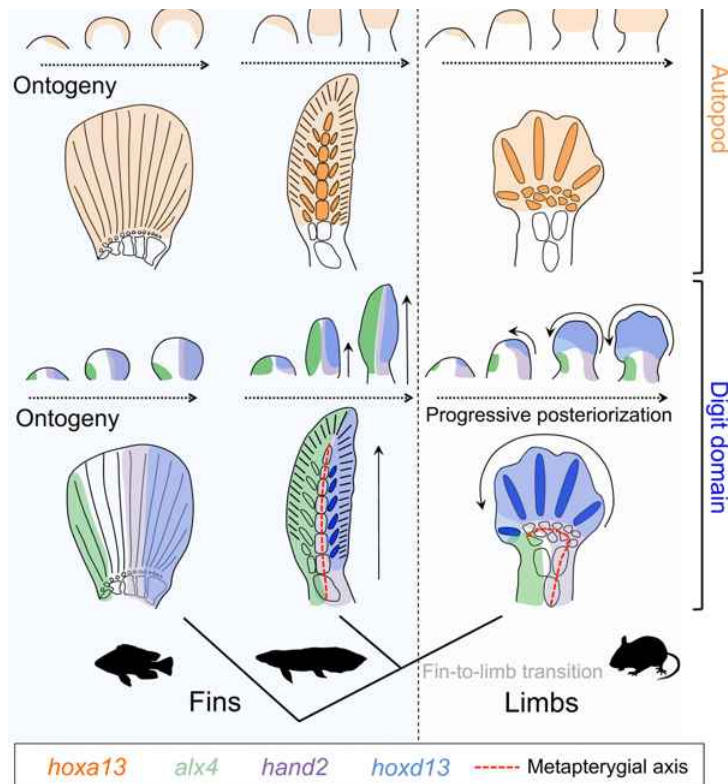 Ontogeny
Autopod
Ontogeny
Progressive posteriorization
Digit domain
Fin-to-limb transition
Fins
Limbs
hoxa13 alx4 hand2 hoxd13 Metapterygial axis